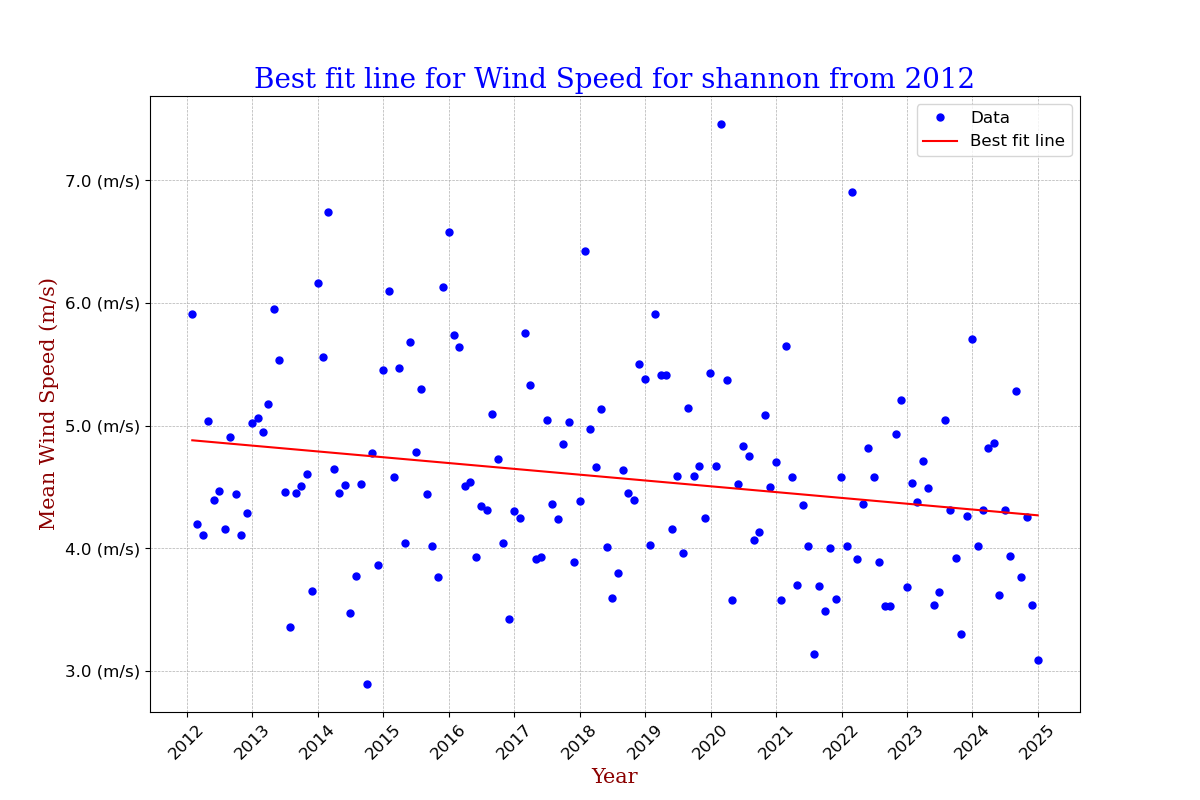 Best fit line for Wind Speed for shannon from 2012
Data
Best fit line
7.0 (m/s)
6.0 (m/s)
5.0 (m/s)
4.0 (m/s)
3.0 (m/s)
Mean Wind Speed (m/s)
2012 2013 2014 2015 2016 2017 2018 2019 2020 2021 2022 2023 2024 2025
Year